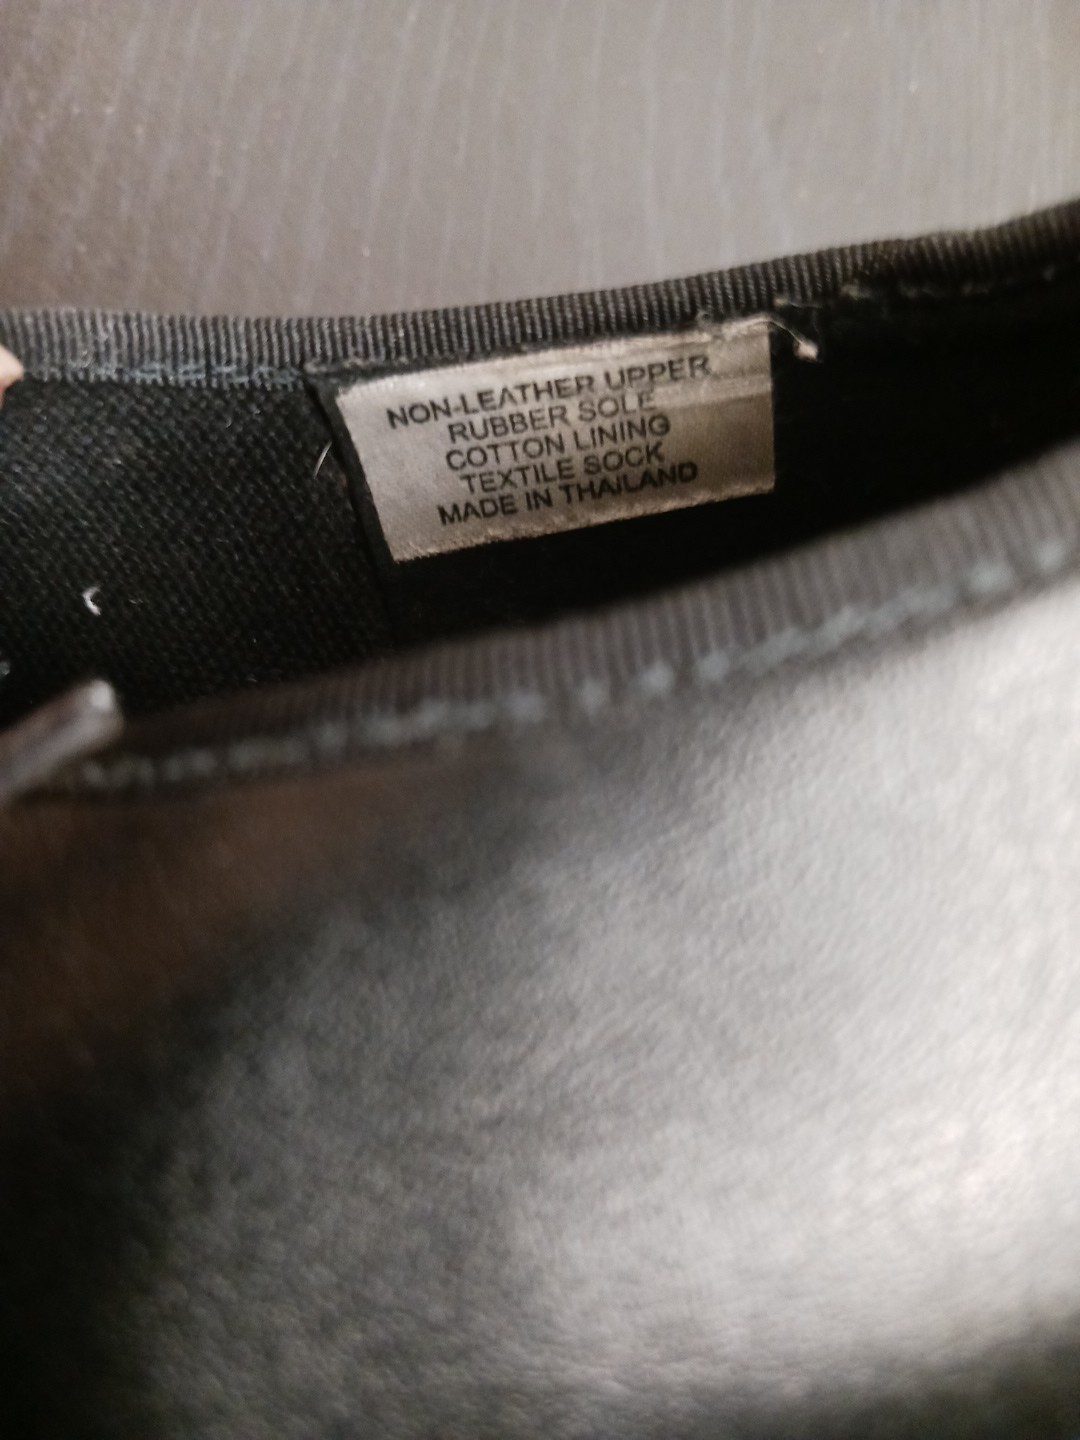 NON-LEATHER UPPER
RUBBER SOLE
COTTON LINING
TEXTILE SOCK
MADE IN THAILAND